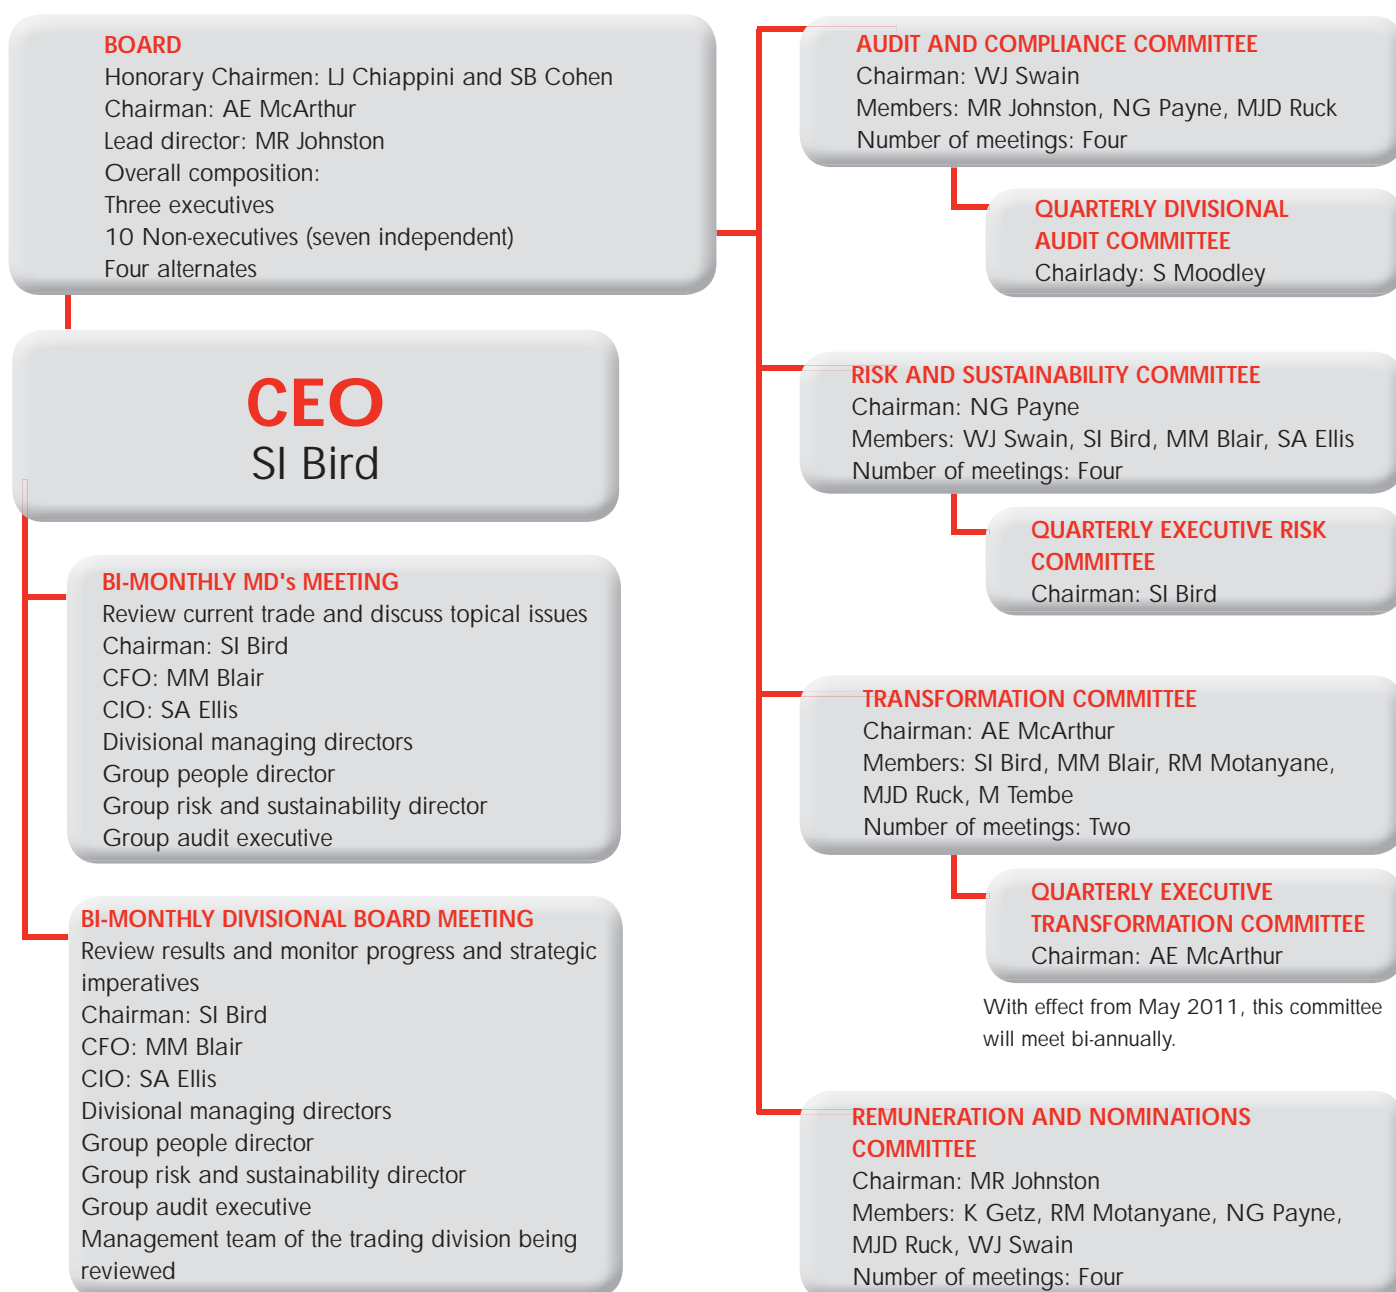 BOARD
Honorary Chairmen: LJ Chiappini and SB Cohen
Chairman: AE McArthur
Lead director: MR Johnston
Overall composition:
Three executives
10 Non-executives (seven independent)
Four alternates
CEO
SI Bird
BI-MONTHLY MD's MEETING
Review current trade and discuss topical issues
Chairman: SI Bird
CFO: MM Blair
CIO: SA Ellis
Divisional managing directors
Group people director
Group risk and sustainability director
Group audit executive
BI-MONTHLY DIVISIONAL BOARD MEETING
Review results and monitor progress and strategic
imperatives
Chairman: SI Bird
CFO: MM Blair
CIO: SA Ellis
Divisional managing directors
Group people director
Group risk and sustainability director
Group audit executive
Management team of the trading division being
reviewed
AUDIT AND COMPLIANCE COMMITTEE
Chairman: WJ Swain
Members: MR Johnston, NG Payne, MJD Ruck
Number of meetings: Four
QUARTERLY DIVISIONAL
AUDIT COMMITTEE
Chairlady: S Moodley
RISK AND SUSTAINABILITY COMMITTEE
Chairman: NG Payne
Members: WJ Swain, SI Bird, MM Blair, SA Ellis
Number of meetings: Four
QUARTERLY EXECUTIVE RISK
COMMITTEE
Chairman: SI Bird
TRANSFORMATION COMMITTEE
Chairman: AE McArthur
Members: SI Bird, MM Blair, RM Motanyane,
MJD Ruck, M Tembe
Number of meetings: Two
QUARTERLY EXECUTIVE
TRANSFORMATION COMMITTEE
Chairman: AE McArthur
With effect from May 2011, this committee
will meet bi-annually.
REMUNERATION AND NOMINATIONS
COMMITTEE
Chairman: MR Johnston
Members: K Getz, RM Motanyane, NG Payne,
MJD Ruck, WJ Swain
Number of meetings: Four